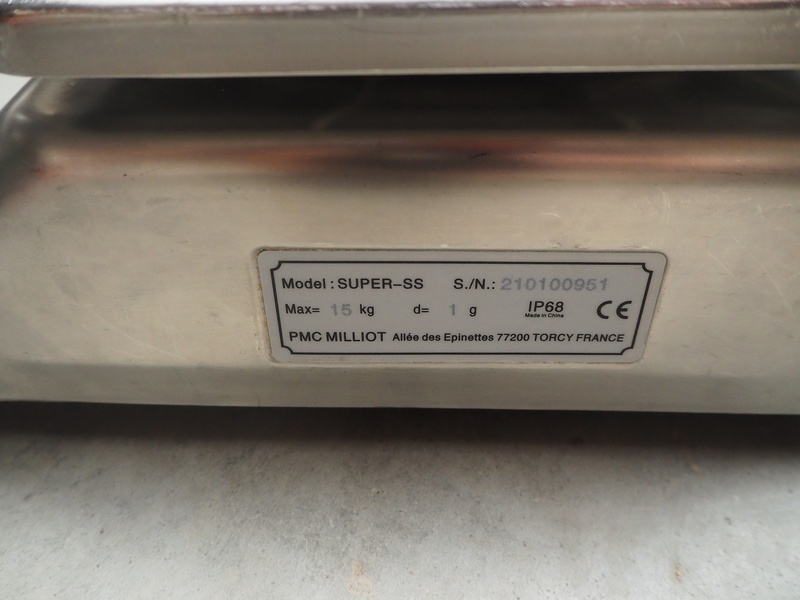 Model : SUPER-SS S./N.: 210100951
Max= 15 kg d= 1 g IP68 CE
Made in China
PMC MILLIOT Allée des Epinettes 77200 TORCY FRANCE